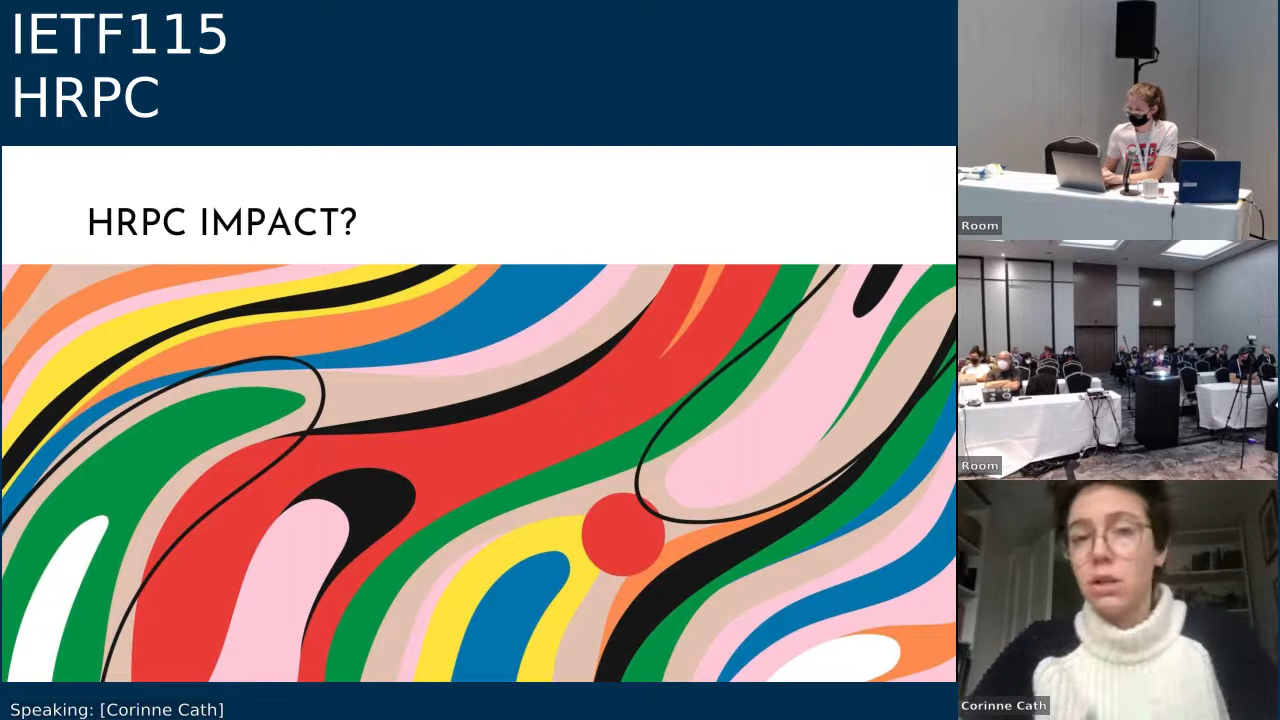 IETF115
HRPC
HRPC IMPACT?
Room
Room
Corinne Cath
Speaking: [Corinne Cath]